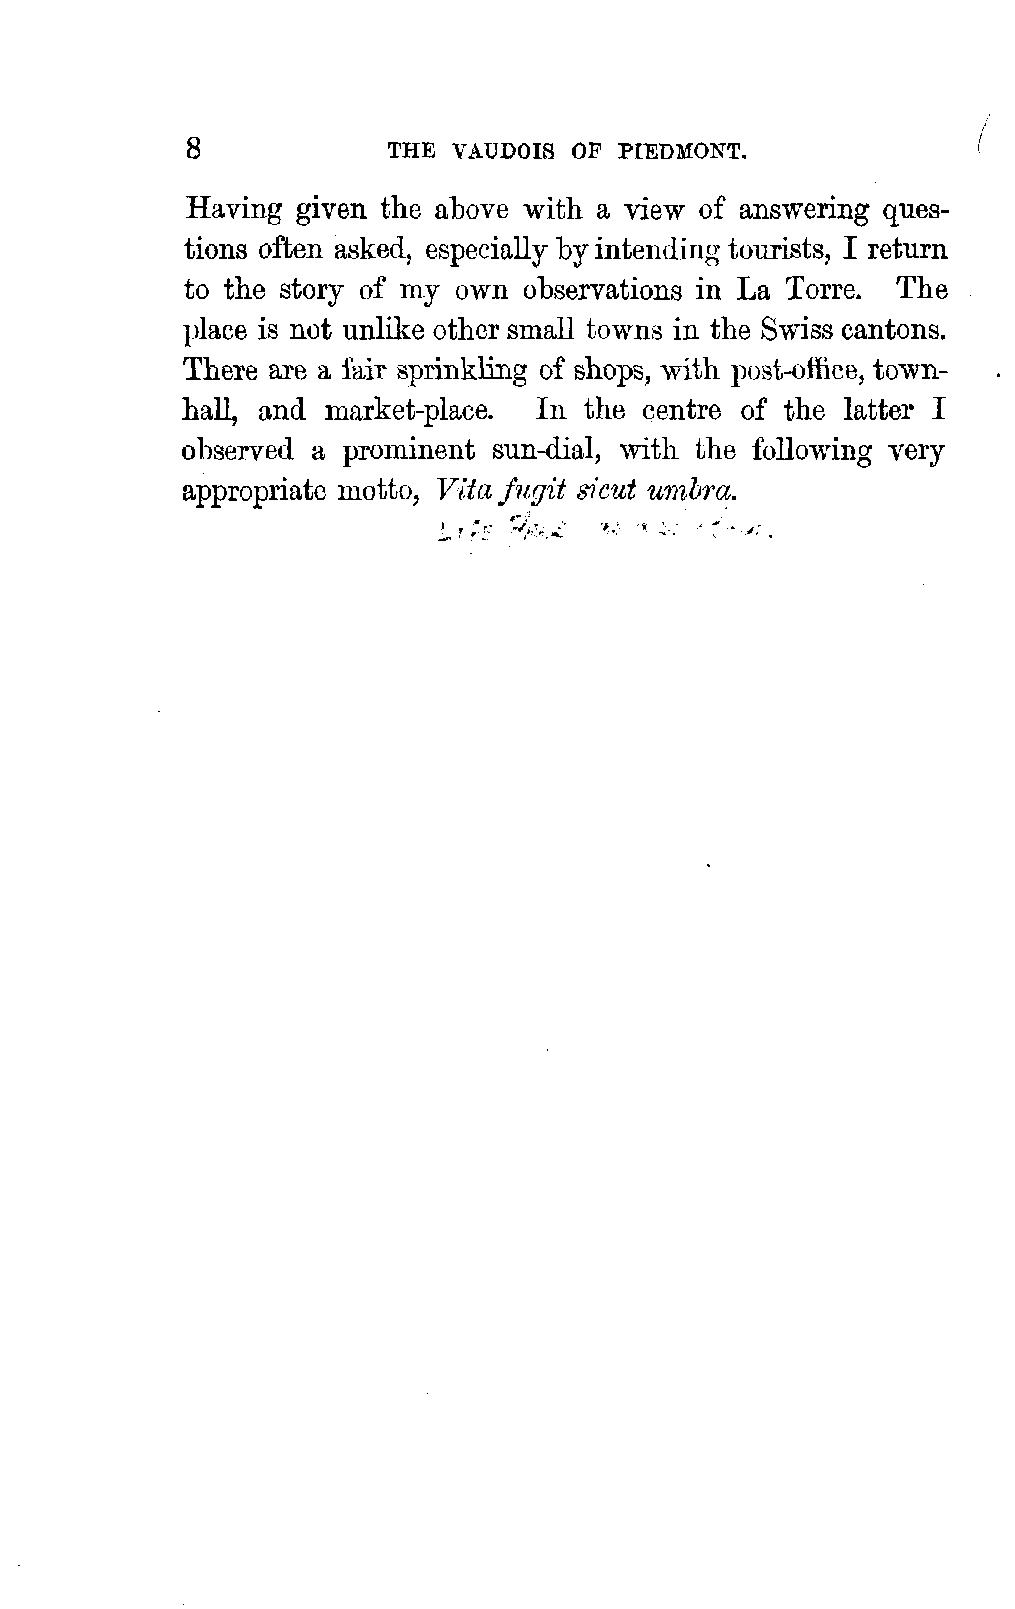 8 THE VAUDOIS OF PIEDMONT.
Having given the above with a view of answering ques-
tions often asked, especially by intending tourists, I return
to the story of my own observations in La Torre. The
place is not unlike other small towns in the Swiss cantons.
There are a fair sprinkling of shops, with post-office, town-
hall, and market-place. In the centre of the latter I
observed a prominent sun-dial, with the following very
appropriate motto, Vita fugit sicut umbra.
Life